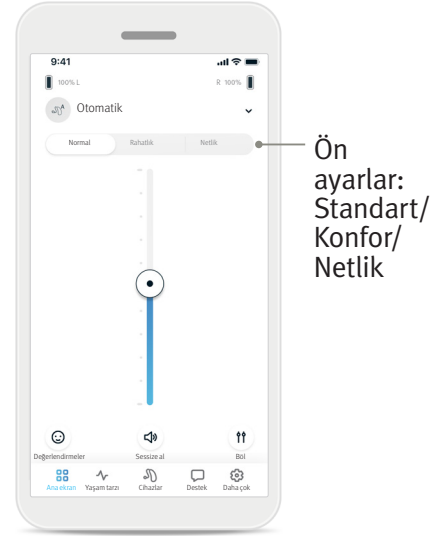 9:41
100% L
R 100%
Otomatik
Normal
Rahatlık
Netlik
Ön
ayarlar:
Standart/
Konfor/
Netlik
Değerlendirmeler
Sessize al
Böl
Ana ekran
Yaşam tarzı
Cihazlar
Destek
Daha çok